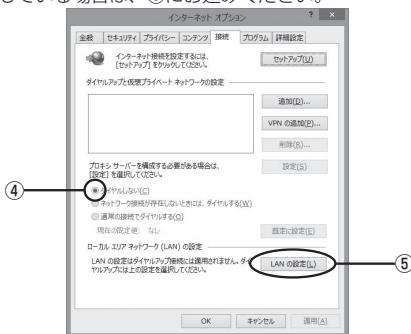 している場合は、⑤にお進みください。
インターネット オプション
? ×
全般 セキュリティ プライバシー コンテンツ 接続 プログラム 詳細設定
インターネット接続を設定するには、
[セットアップ] をクリックしてください。
セットアップ(U)
ダイヤルアップと仮想プライベート ネットワークの設定
追加(D)...
VPN の追加(P)...
削除(R)...
プロキシ サーバーを構成する必要がある場合は、
[設定] を選択してください。
設定(S)
④
ダイヤルしない(C)
ネットワーク接続が存在しないときには、ダイヤルする(W)
通常の接続でダイヤルする(O)
現在の既定値: なし
既定に設定(E)
ローカル エリア ネットワーク (LAN) の設定
LAN の設定はダイヤルアップ接続には適用されません。ダイ
ヤルアップには上の設定を選択してください。
LAN の設定(L)
⑤
OK キャンセル 適用(A)